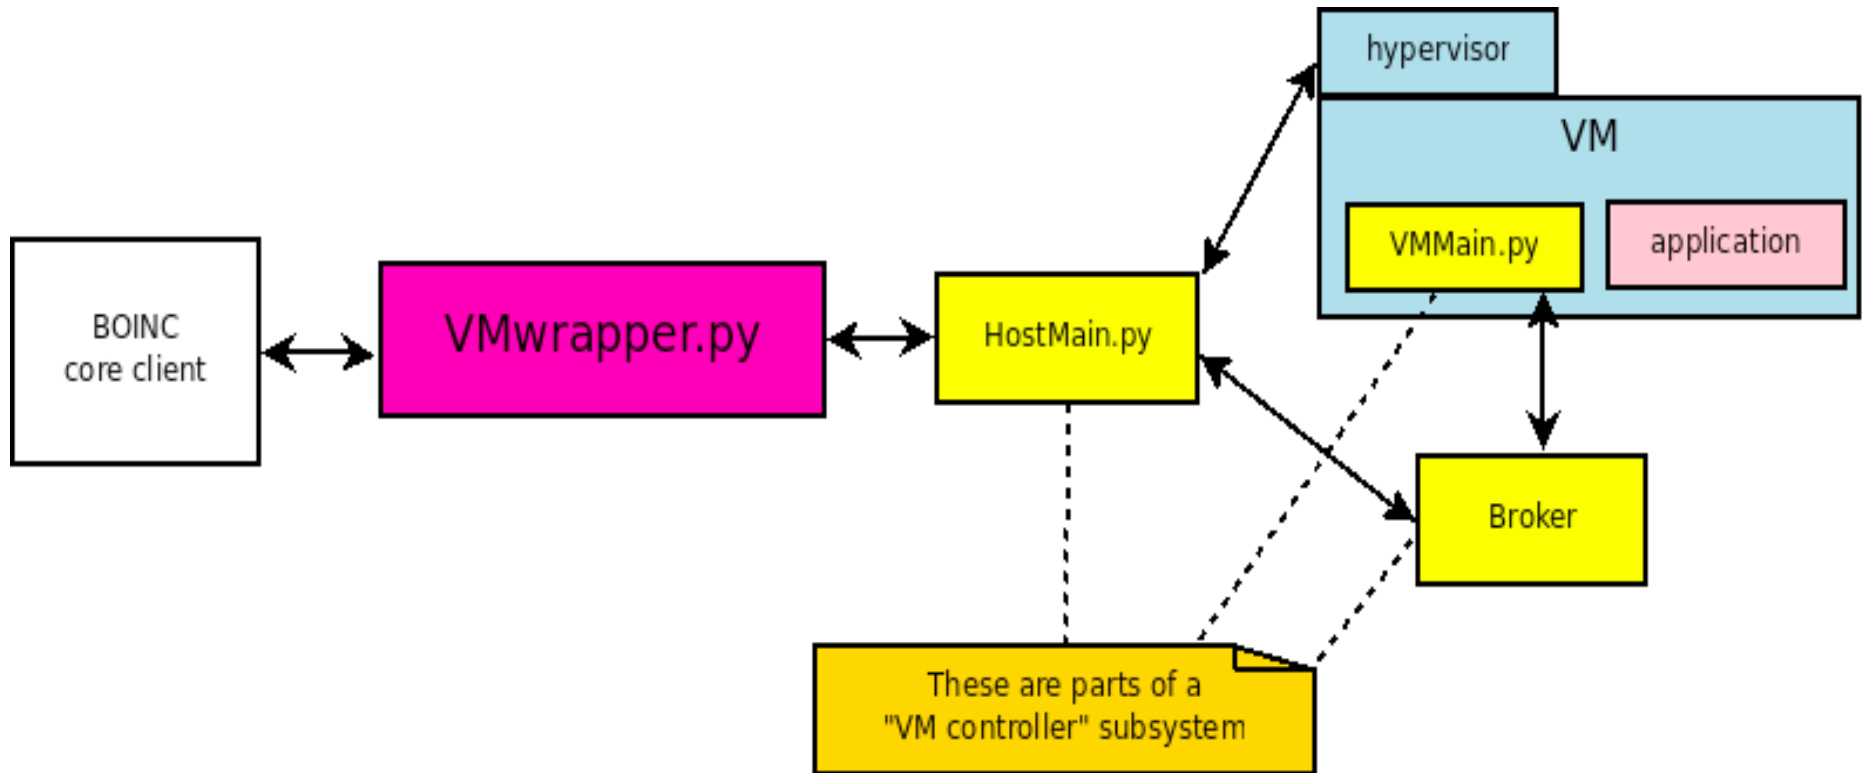 hypervisor
VM
VMMain.py
application
BOINC
core client
VMwrapper.py
HostMain.py
Broker
These are parts of a
"VM controller" subsystem